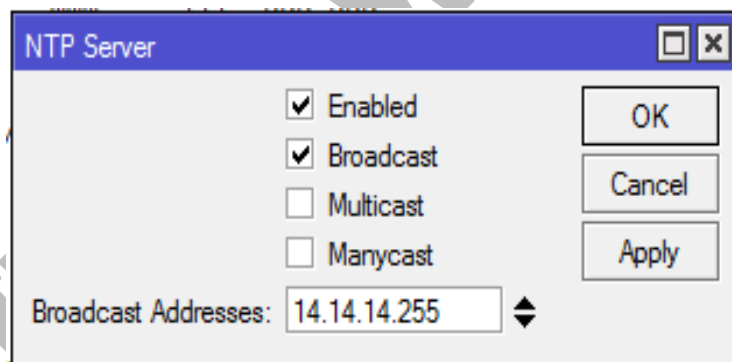 NTP Server
Enabled
OK
Broadcast
Cancel
Multicast
Manycast
Apply
Broadcast Addresses: 14.14.14.255